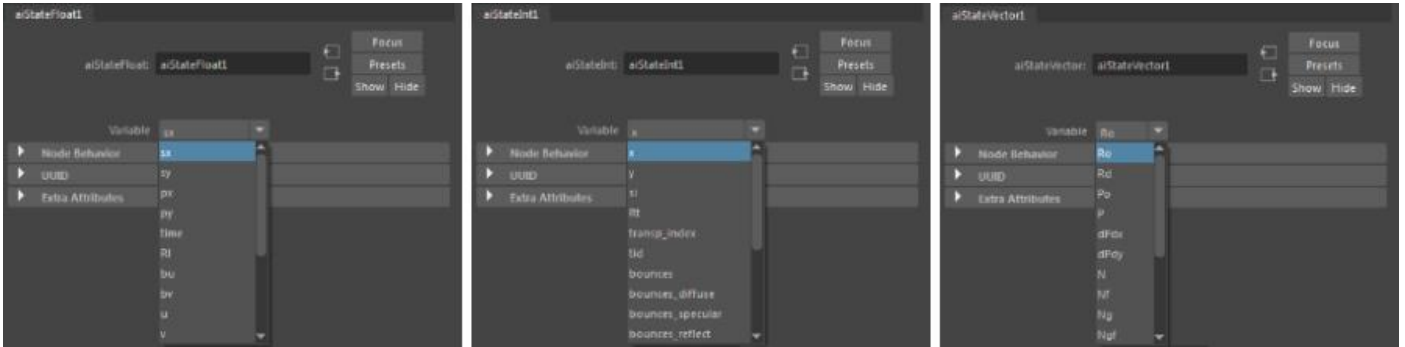 aiStateFloat1
aiStateFloat: aiStateFloat1
Focus
Presets
Show Hide
Variable sx
Node Behavior
UUID
Extra Attributes
sx
sy
px
py
time
Rl
bu
bv
u
v
aiStateInt1
aiStateInt: aiStateInt1
Focus
Presets
Show Hide
Variable x
Node Behavior
UUID
Extra Attributes
x
y
si
Rt
transp_index
tid
bounces
bounces_diffuse
bounces_specular
bounces_reflect
aiStateVector1
aiStateVector: aiStateVector1
Focus
Presets
Show Hide
Variable Ro
Node Behavior
UUID
Extra Attributes
Ro
Rd
Po
P
dPdx
dPdy
N
Nf
Ng
Ngf